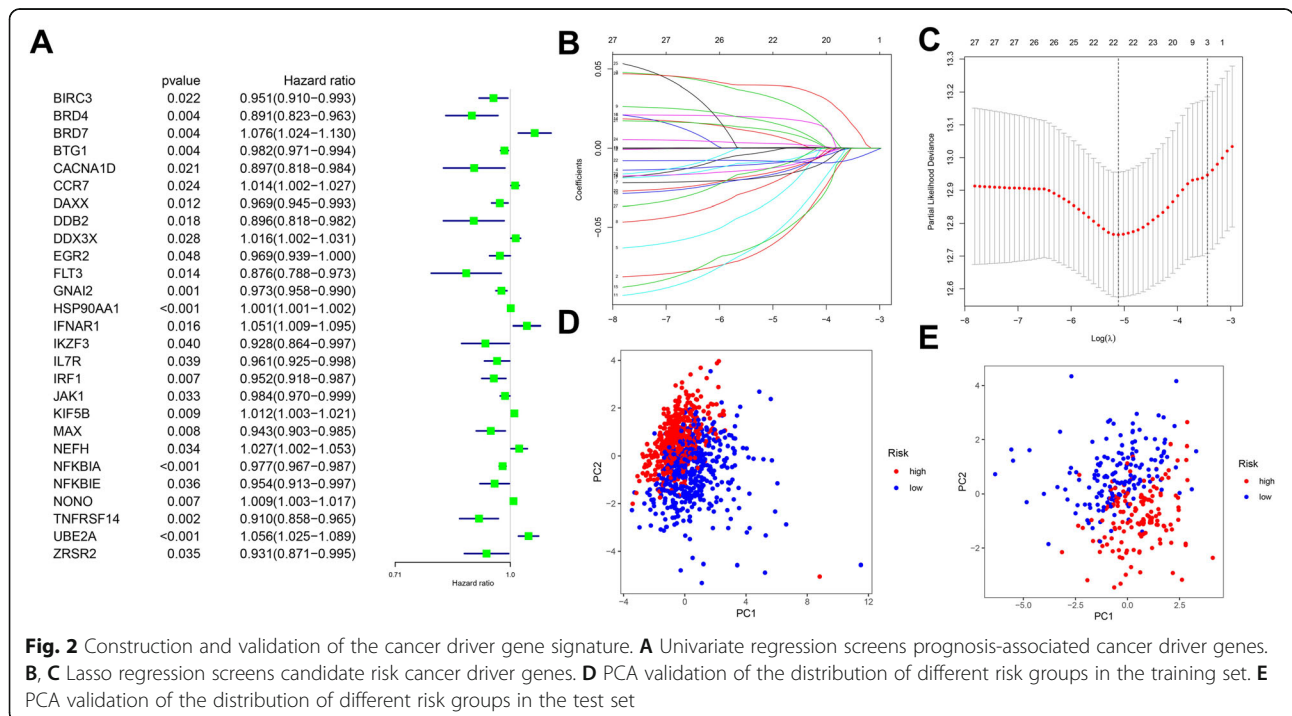 A
pvalue Hazard ratio
BIRC3 0.022 0.951(0.910−0.993)
BRD4 0.004 0.891(0.823−0.963)
BRD7 0.004 1.076(1.024−1.130)
BTG1 0.004 0.982(0.971−0.994)
CACNA1D 0.021 0.897(0.818−0.984)
CCR7 0.024 1.014(1.002−1.027)
DAXX 0.012 0.969(0.945−0.993)
DDB2 0.018 0.896(0.818−0.982)
DDX3X 0.028 1.016(1.002−1.031)
EGR2 0.048 0.969(0.939−1.000)
FLT3 0.014 0.876(0.788−0.973)
GNAI2 0.001 0.973(0.958−0.990)
HSP90AA1 <0.001 1.001(1.001−1.002)
IFNAR1 0.016 1.051(1.009−1.095)
IKZF3 0.040 0.928(0.864−0.997)
IL7R 0.039 0.961(0.925−0.998)
IRF1 0.007 0.952(0.918−0.987)
JAK1 0.033 0.984(0.970−0.999)
KIF5B 0.009 1.012(1.003−1.021)
MAX 0.008 0.943(0.903−0.985)
NEFH 0.034 1.027(1.002−1.053)
NFKBIA <0.001 0.977(0.967−0.987)
NFKBIE 0.036 0.954(0.913−0.997)
NONO 0.007 1.009(1.003−1.017)
TNFRSF14 0.002 0.910(0.858−0.965)
UBE2A <0.001 1.056(1.025−1.089)
ZRSR2 0.035 0.931(0.871−0.995)
0.71 1.0
Hazard ratio
B
27 27 26 22 20 1
0.05
0.00
−0.05
Coefficients
−8 −7 −6 −5 −4 −3
C
27 27 27 26 26 25 22 22 22 23 20 9 3 1
13.3
13.2
13.1
13.0
12.9
12.8
12.7
12.6
Partial Likelihood Deviance
−8 −7 −6 −5 −4 −3
Log(λ)
D
4
2
0
−2
−4
PC2
−4 0 4 8 12
PC1
Risk
high
low
E
4
2
0
−2
PC2
−5.0 −2.5 0.0 2.5
PC1
Risk
high
low
Fig. 2 Construction and validation of the cancer driver gene signature. A Univariate regression screens prognosis-associated cancer driver genes.
B, C Lasso regression screens candidate risk cancer driver genes. D PCA validation of the distribution of different risk groups in the training set. E
PCA validation of the distribution of different risk groups in the test set